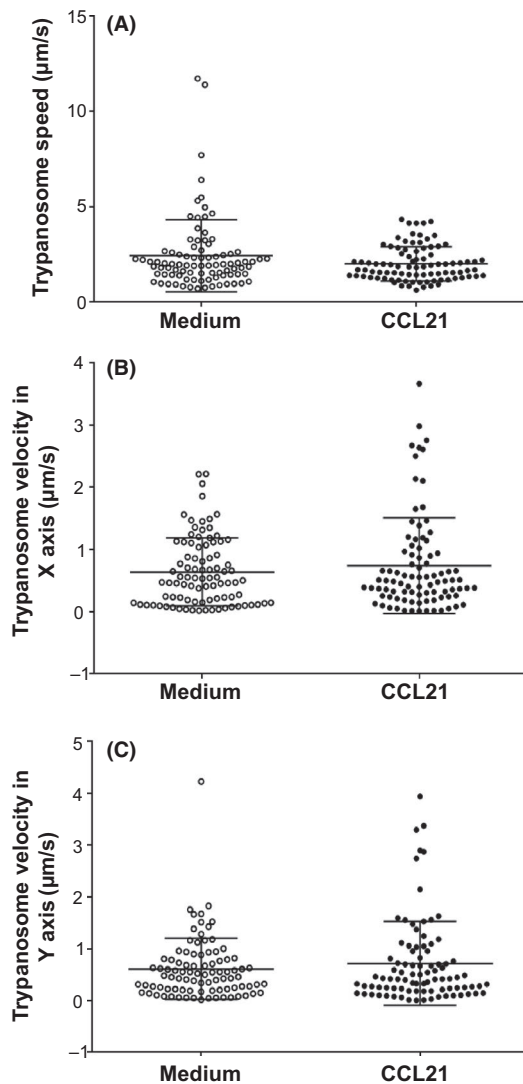 (A)
Trypanosome speed (µm/s)
15
10
5
0
Medium
CCL21
(B)
Trypanosome velocity in
X axis (µm/s)
4
3
2
1
0
–1
Medium
CCL21
(C)
Trypanosome velocity in
Y axis (µm/s)
5
4
3
2
1
0
–1
Medium
CCL21